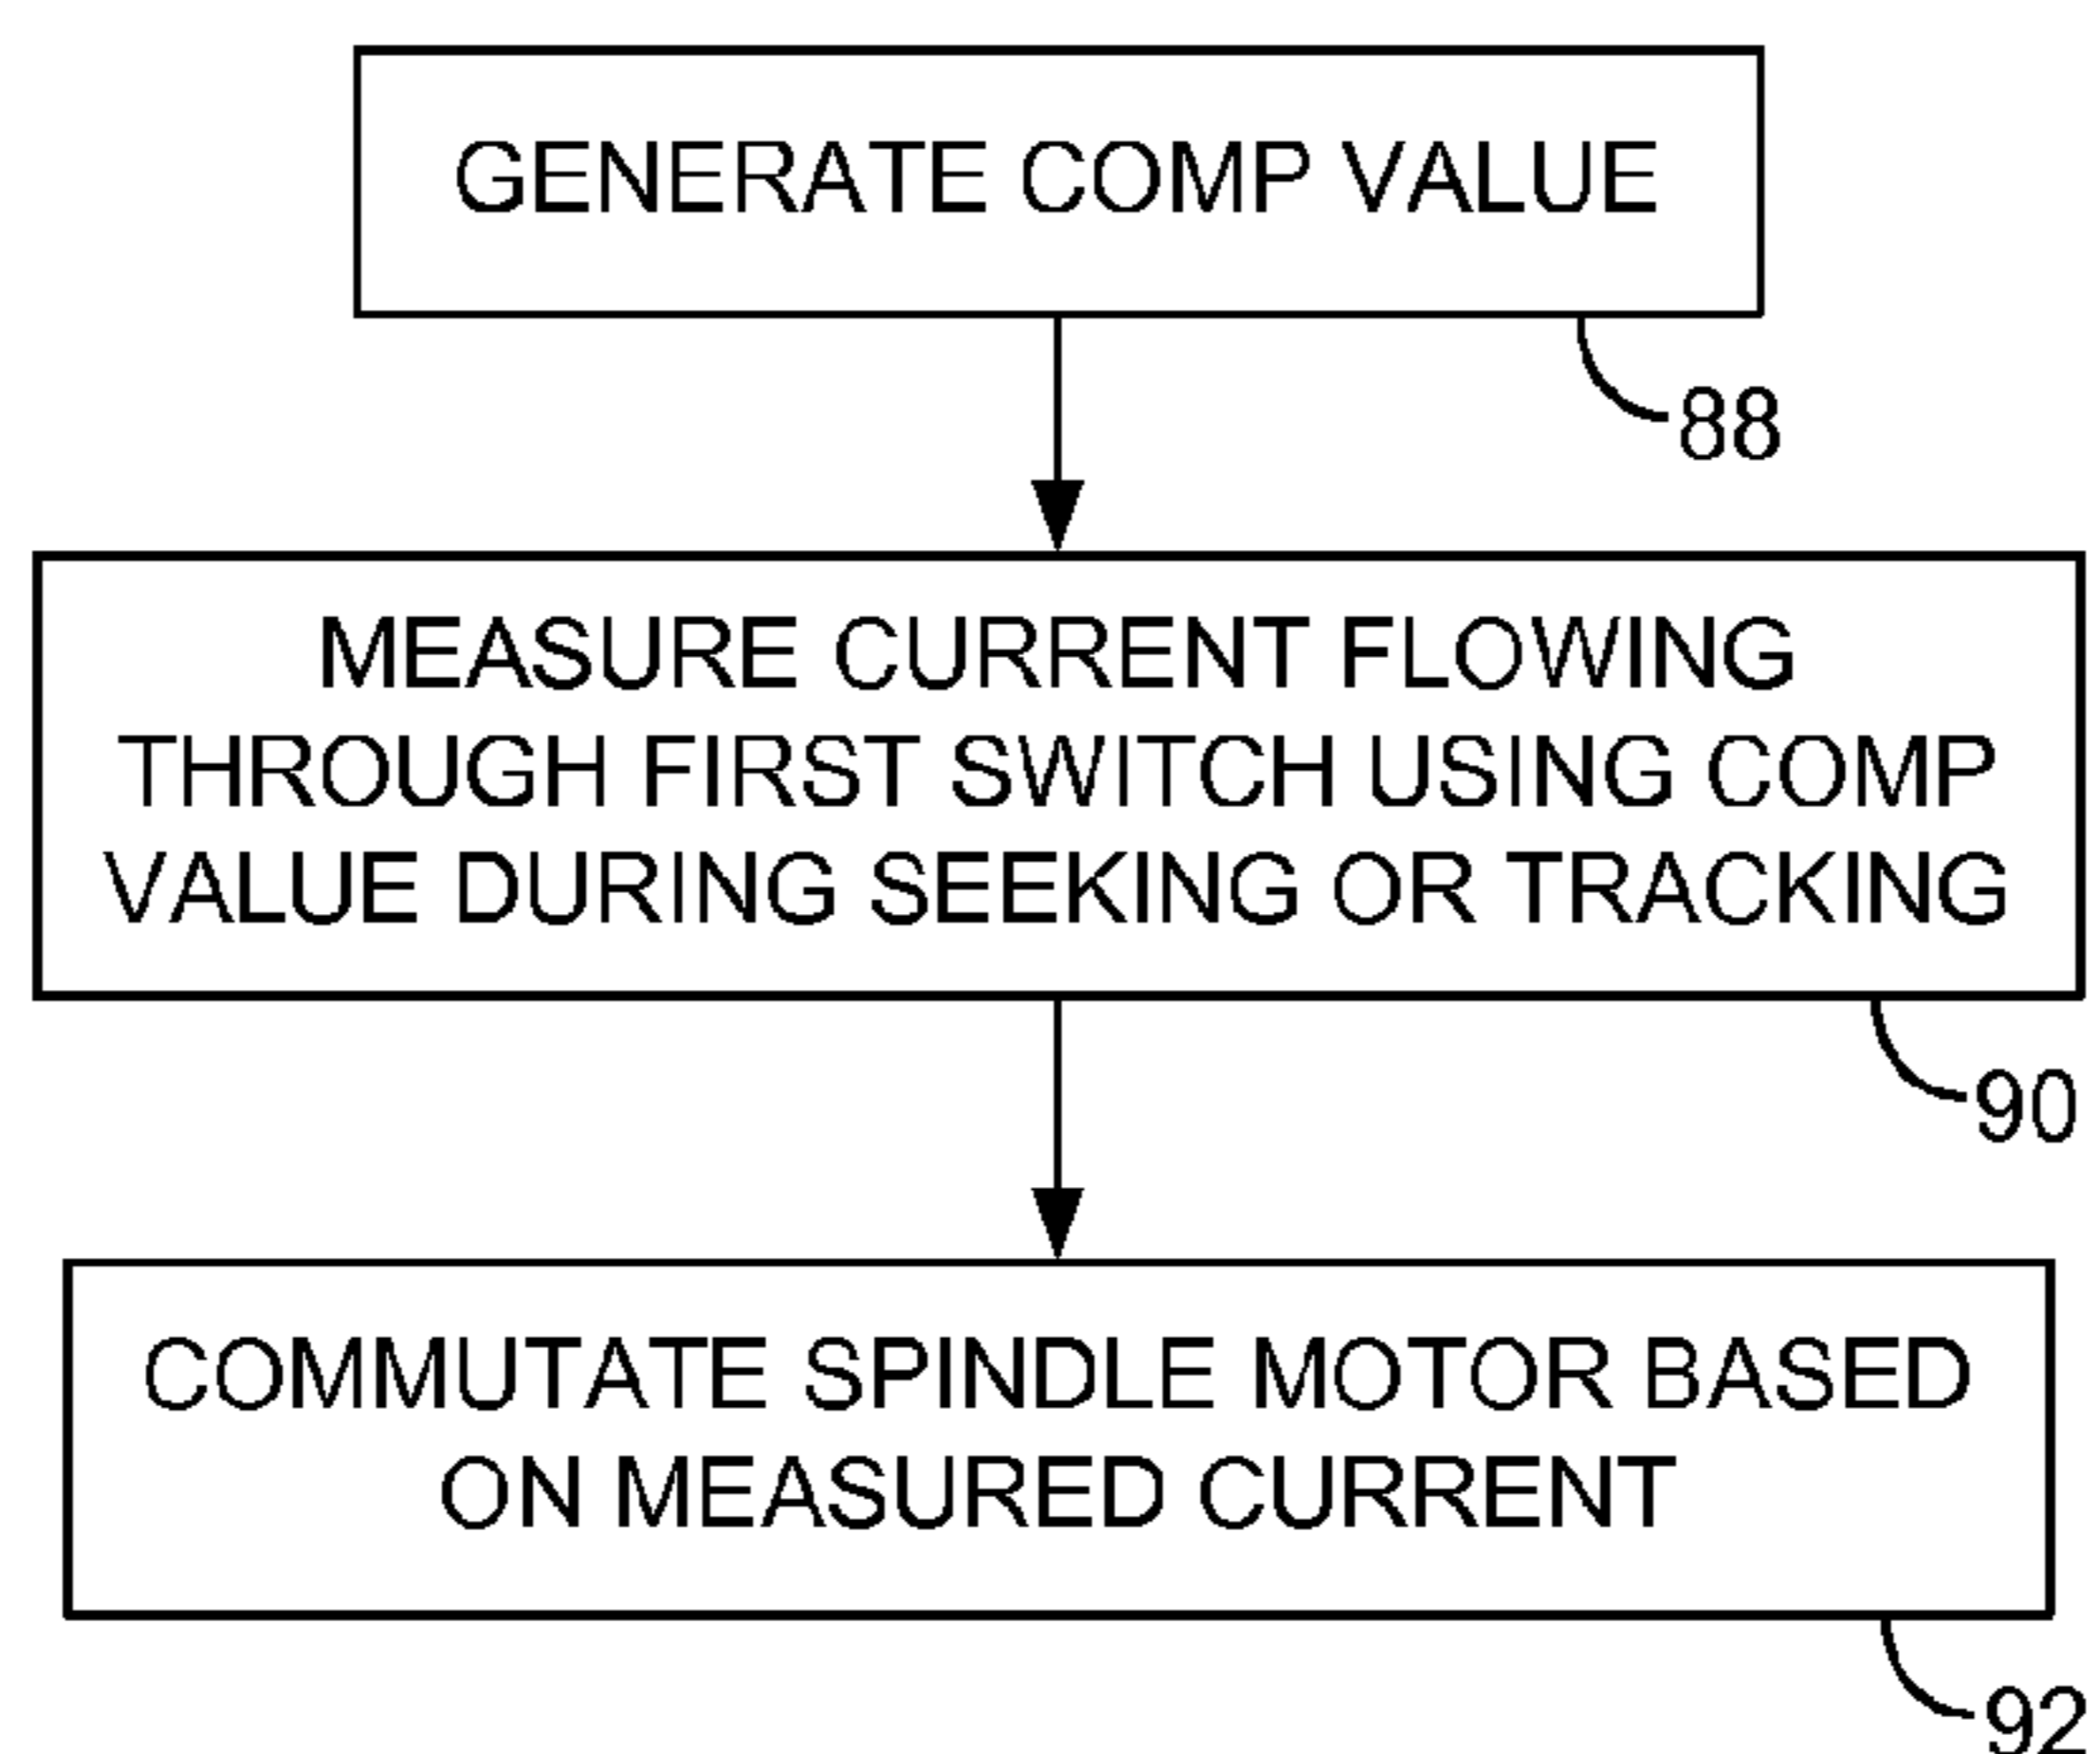 GENERATE COMP VALUE
88
MEASURE CURRENT FLOWING
THROUGH FIRST SWITCH USING COMP
VALUE DURING SEEKING OR TRACKING
90
COMMUTATE SPINDLE MOTOR BASED
ON MEASURED CURRENT
92